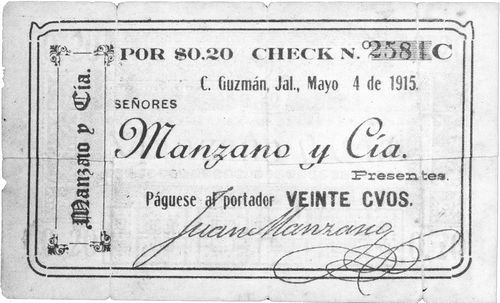 POR $0.20 CHECK N.º 2581 C
C. Guzmán, Jal., Mayo 4 de 1915.
SEÑORES
Manzano y Cía.
Presentes.
Páguese al portador VEINTE CVOS.
Juan Manzano
Manzano y Cía.